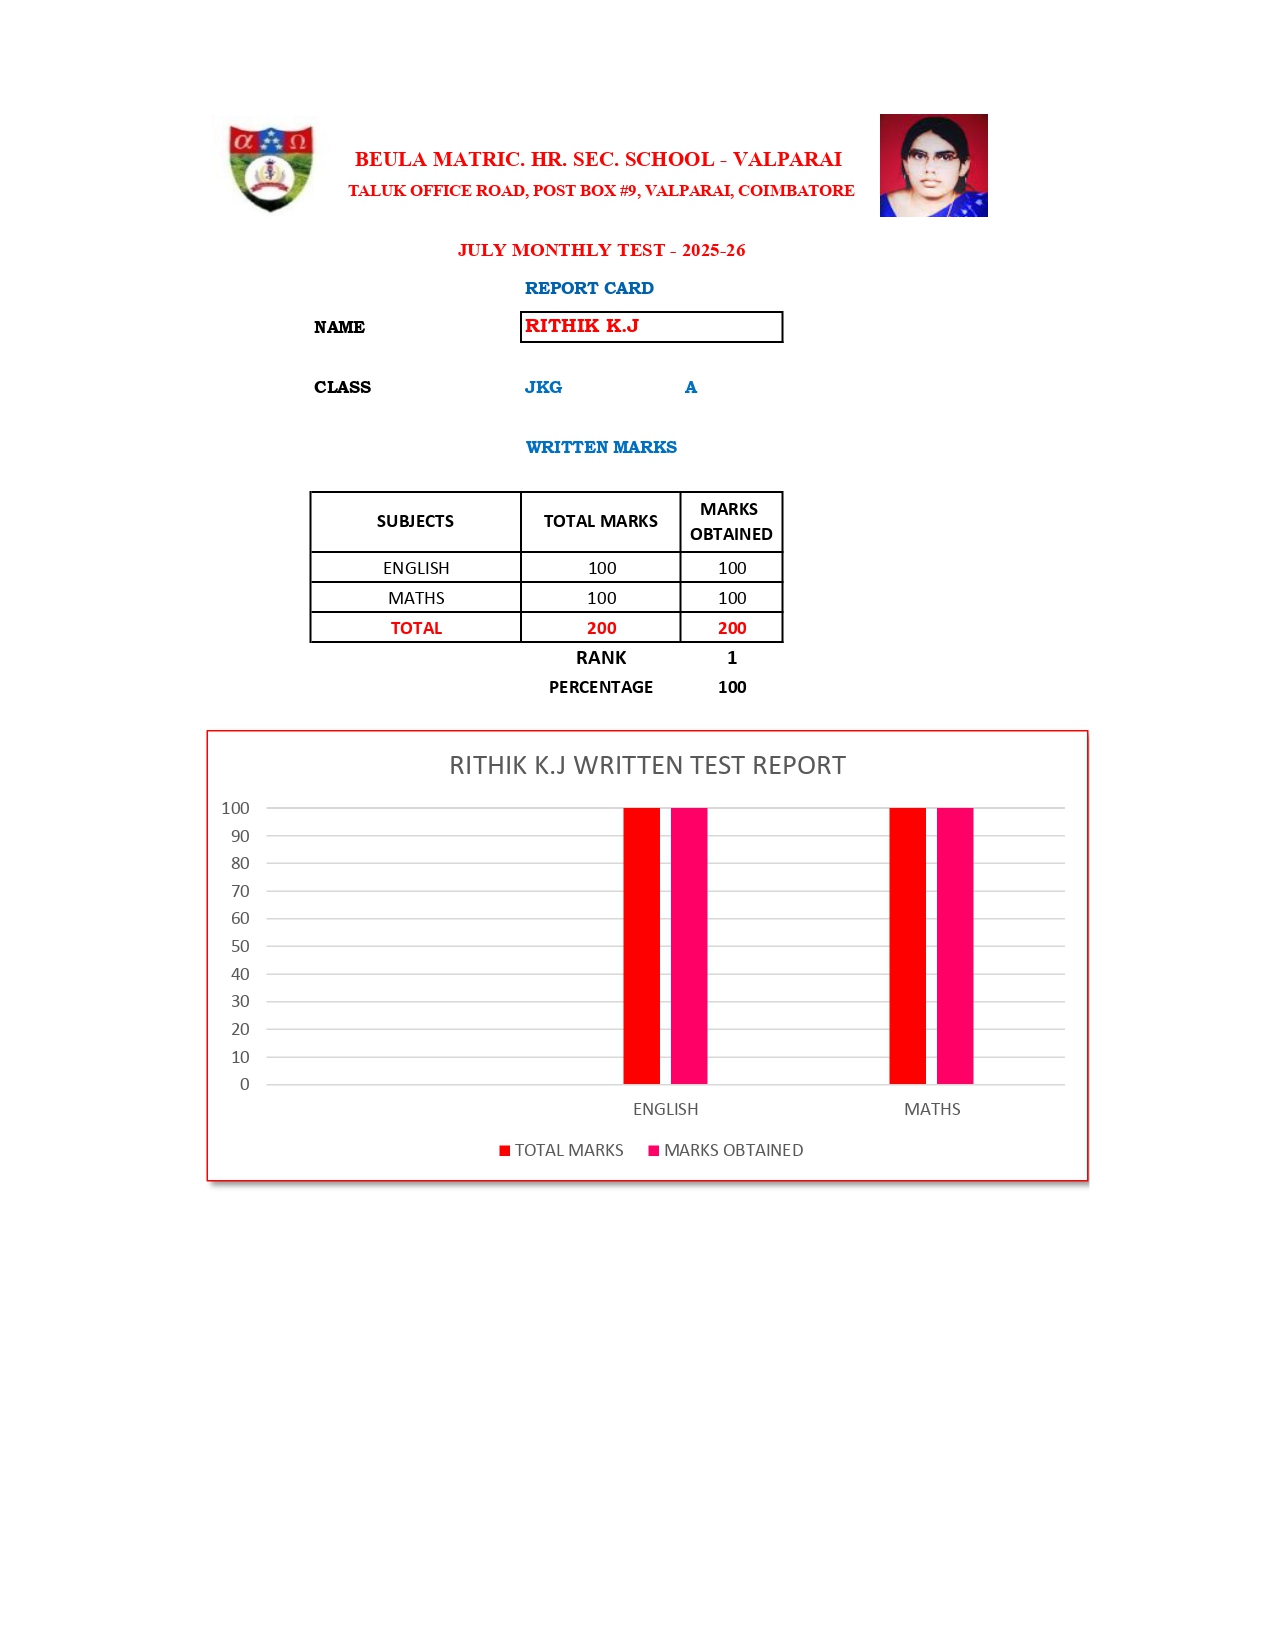 α Ω
BEULA MATRIC. HR. SEC. SCHOOL - VALPARAI
TALUK OFFICE ROAD, POST BOX #9, VALPARAI, COIMBATORE
JULY MONTHLY TEST - 2025-26
REPORT CARD
NAME RITHIK K.J
CLASS JKG A
WRITTEN MARKS
SUBJECTS TOTAL MARKS MARKS OBTAINED
ENGLISH 100 100
MATHS 100 100
TOTAL 200 200
RANK 1
PERCENTAGE 100
RITHIK K.J WRITTEN TEST REPORT
100
90
80
70
60
50
40
30
20
10
0
ENGLISH MATHS
TOTAL MARKS MARKS OBTAINED